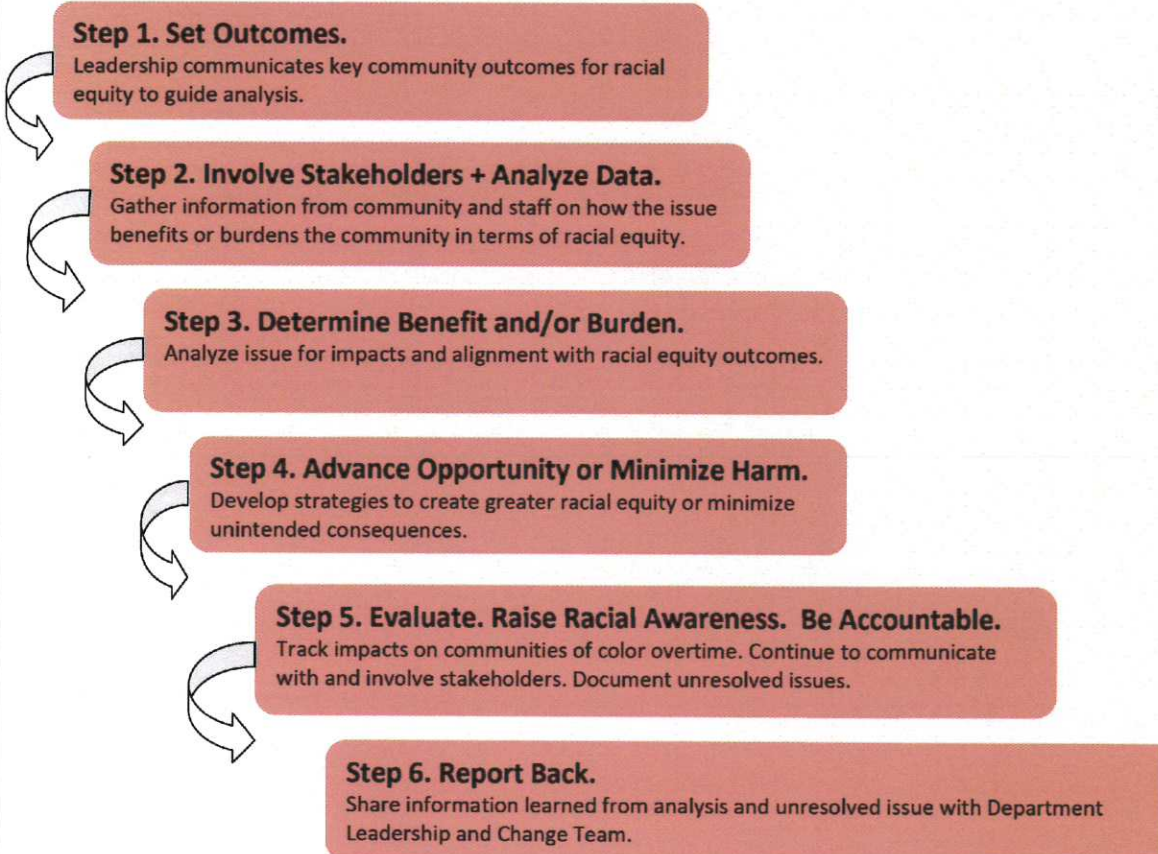 Step 1. Set Outcomes.
Leadership communicates key community outcomes for racial
equity to guide analysis.
Step 2. Involve Stakeholders + Analyze Data.
Gather information from community and staff on how the issue
benefits or burdens the community in terms of racial equity.
Step 3. Determine Benefit and/or Burden.
Analyze issue for impacts and alignment with racial equity outcomes.
Step 4. Advance Opportunity or Minimize Harm.
Develop strategies to create greater racial equity or minimize
unintended consequences.
Step 5. Evaluate. Raise Racial Awareness.  Be Accountable.
Track impacts on communities of color overtime. Continue to communicate
with and involve stakeholders. Document unresolved issues.
Step 6. Report Back.
Share information learned from analysis and unresolved issue with Department
Leadership and Change Team.